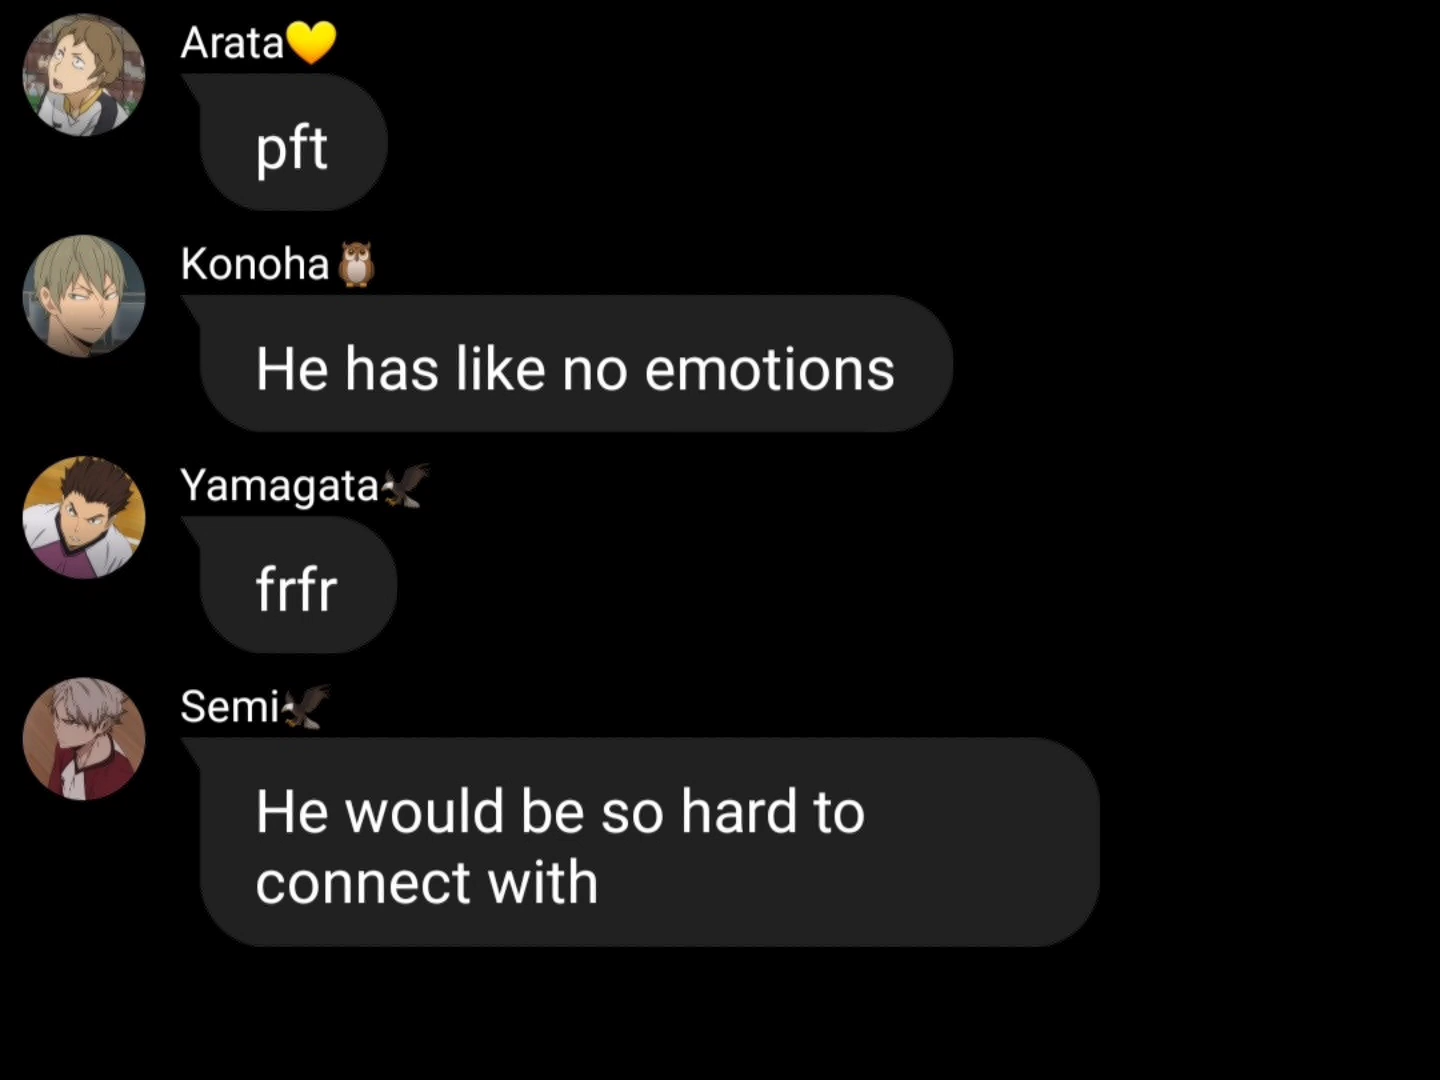 Arata💛
pft
Konoha🦉
He has like no emotions
Yamagata🦅
frfr
Semi🦅
He would be so hard to
connect with